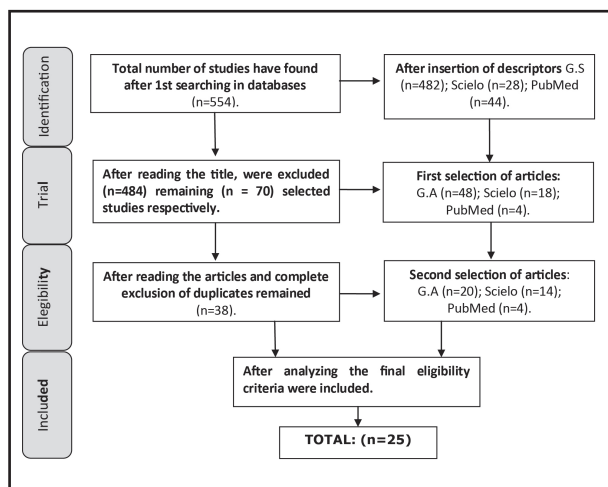 Identification
Total number of studies have found
after 1st searching in databases
(n=554).
After insertion of descriptors G.S
(n=482); Scielo (n=28); PubMed
(n=44).
Trial
After reading the title, were excluded
(n=484) remaining (n = 70) selected
studies respectively.
First selection of articles:
G.A (n=48); Scielo (n=18);
PubMed (n=4).
Elegibility
After reading the articles and complete
exclusion of duplicates remained
(n=38).
Second selection of articles:
G.A (n=20); Scielo (n=14);
PubMed (n=4).
Included
After analyzing the final eligibility
criteria were included.
TOTAL: (n=25)